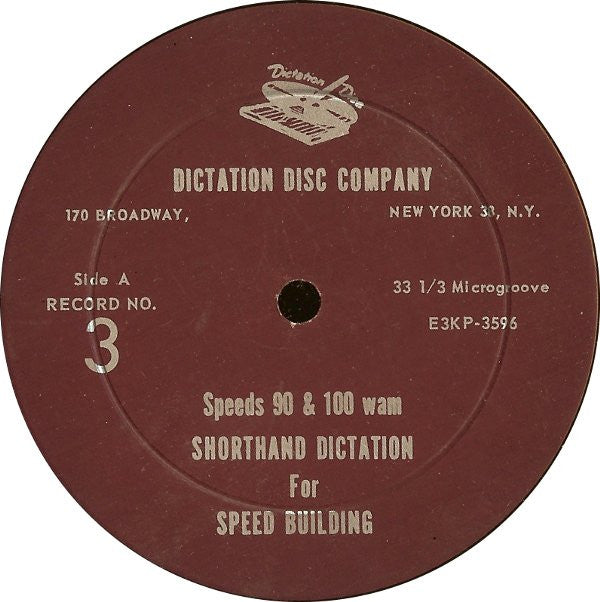 Dictation Disc
DICTATION DISC COMPANY
170 BROADWAY, NEW YORK 38, N.Y.
Side A
RECORD NO.
3
33 1/3 Microgroove
E3KP-3596
Speeds 90 & 100 wam
SHORTHAND DICTATION
For
SPEED BUILDING